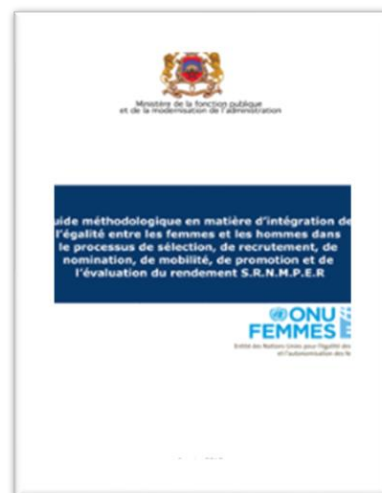 Ministère de la fonction publique
et de la modernisation de l'administration
uide méthodologique en matière d'intégration de
l'égalité entre les femmes et les hommes dans
le processus de sélection, de recrutement, de
nomination, de mobilité, de promotion et de
l'évaluation du rendement S.R.N.M.P.E.R
ONU
FEMMES
Entité des Nations Unies pour l'égalité des
et l'autonomisation des fe